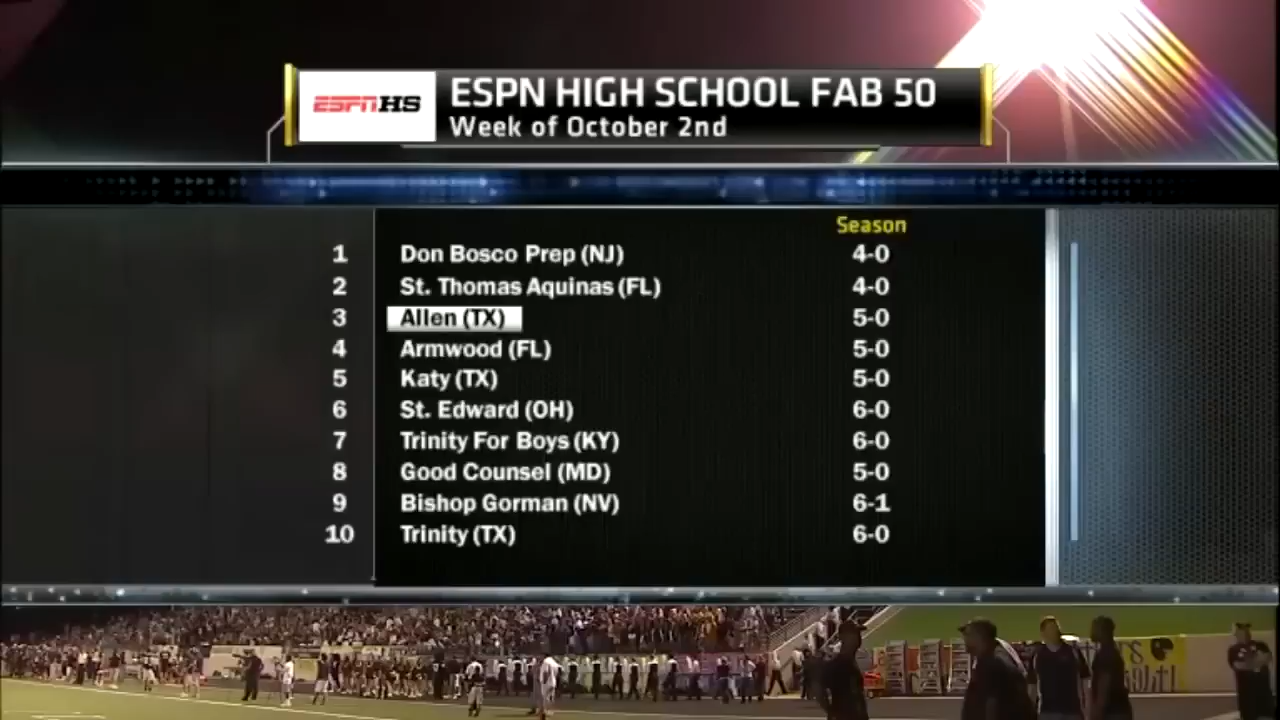 ESPNHS
ESPN HIGH SCHOOL FAB 50
Week of October 2nd
Season
1 Don Bosco Prep (NJ) 4-0
2 St. Thomas Aquinas (FL) 4-0
3 Allen (TX) 5-0
4 Armwood (FL) 5-0
5 Katy (TX) 5-0
6 St. Edward (OH) 6-0
7 Trinity For Boys (KY) 6-0
8 Good Counsel (MD) 5-0
9 Bishop Gorman (NV) 6-1
10 Trinity (TX) 6-0